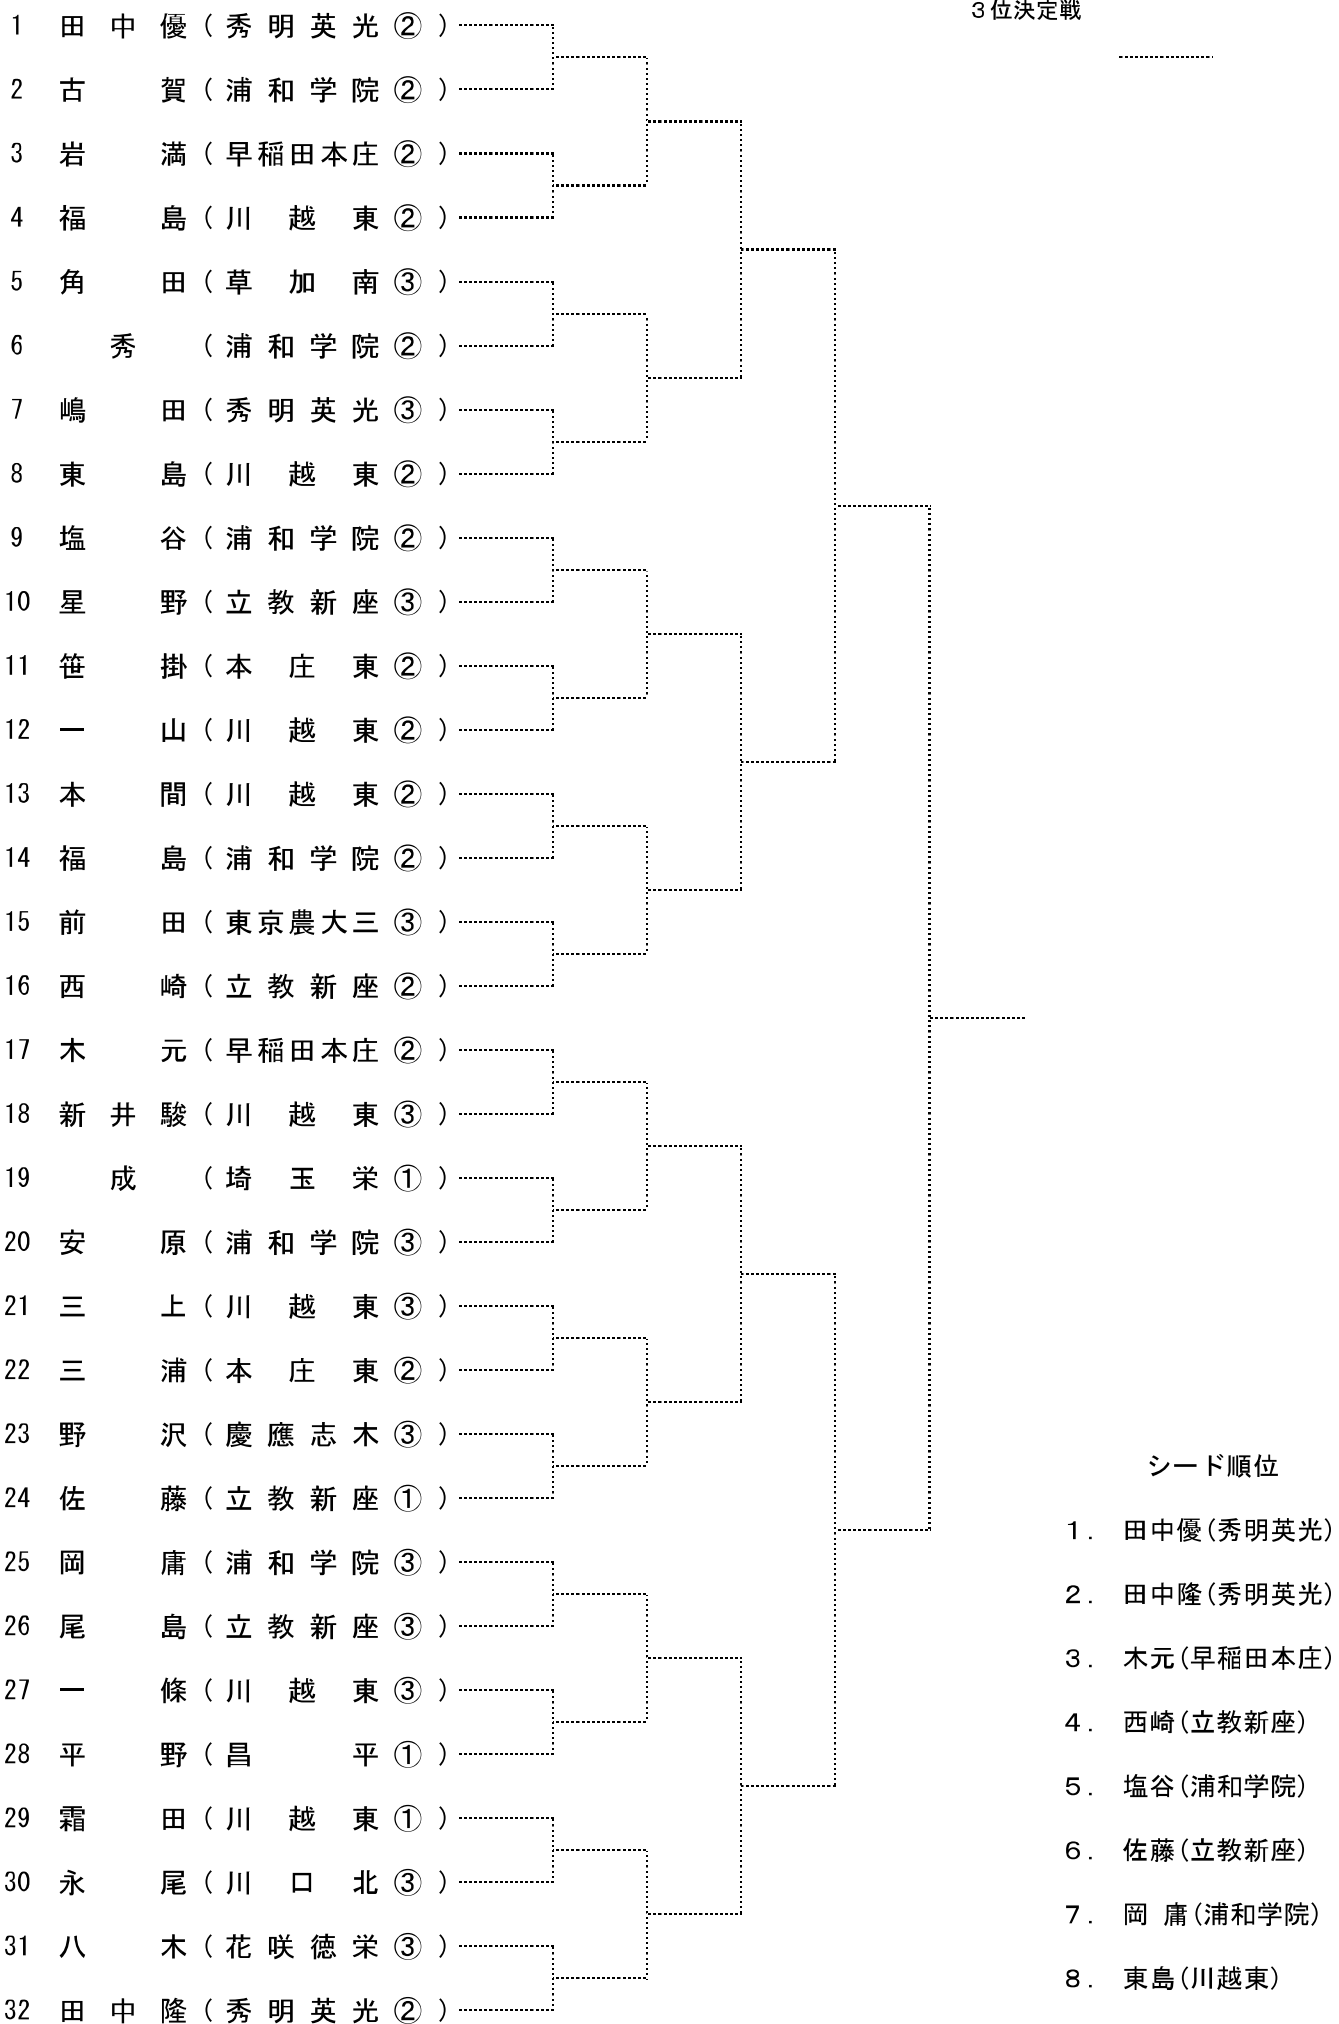 ３位決定戦
1 田中優(秀明英光②)
2 古賀(浦和学院②)
3 岩満(早稲田本庄②)
4 福島(川越東②)
5 角田(草加南③)
6 秀(浦和学院②)
7 嶋田(秀明英光③)
8 東島(川越東②)
9 塩谷(浦和学院②)
10 星野(立教新座③)
11 笹掛(本庄東②)
12 一山(川越東②)
13 本間(川越東②)
14 福島(浦和学院②)
15 前田(東京農大三③)
16 西崎(立教新座②)
17 木元(早稲田本庄②)
18 新井駿(川越東③)
19 成(埼玉栄①)
20 安原(浦和学院③)
21 三上(川越東③)
22 三浦(本庄東②)
23 野沢(慶應志木③)
24 佐藤(立教新座①)
25 岡庸(浦和学院③)
26 尾島(立教新座③)
27 一條(川越東③)
28 平野(昌平①)
29 霜田(川越東①)
30 永尾(川口北③)
31 八木(花咲徳栄③)
32 田中隆(秀明英光②)
シード順位
１. 田中優(秀明英光)
２. 田中隆(秀明英光)
３. 木元(早稲田本庄)
４. 西崎(立教新座)
５. 塩谷(浦和学院)
６. 佐藤(立教新座)
７. 岡 庸(浦和学院)
８. 東島(川越東)